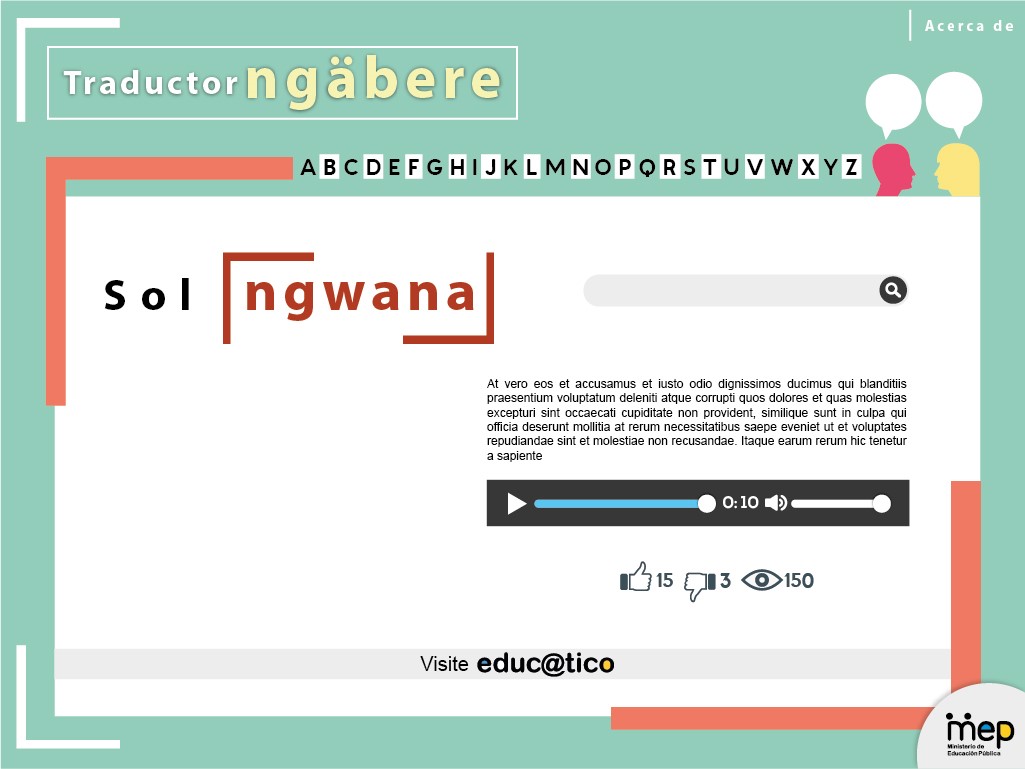 Acerca de
Traductor ngäbere
A B C D E F G H I J K L M N O P Q R S T U V W X Y Z
Sol ngwana
At vero eos et accusamus et iusto odio dignissimos ducimus qui blanditiis
praesentium voluptatum deleniti atque corrupti quos dolores et quas molestias
excepturi sint occaecati cupiditate non provident, similique sunt in culpa qui
officia deserunt mollitia at rerum necessitatibus saepe eveniet ut et voluptates
repudiandae sint et molestiae non recusandae. Itaque earum rerum hic tenetur
a sapiente
0:10
15 3 150
Visite educ@tico
mep
Ministerio de
Educación Pública